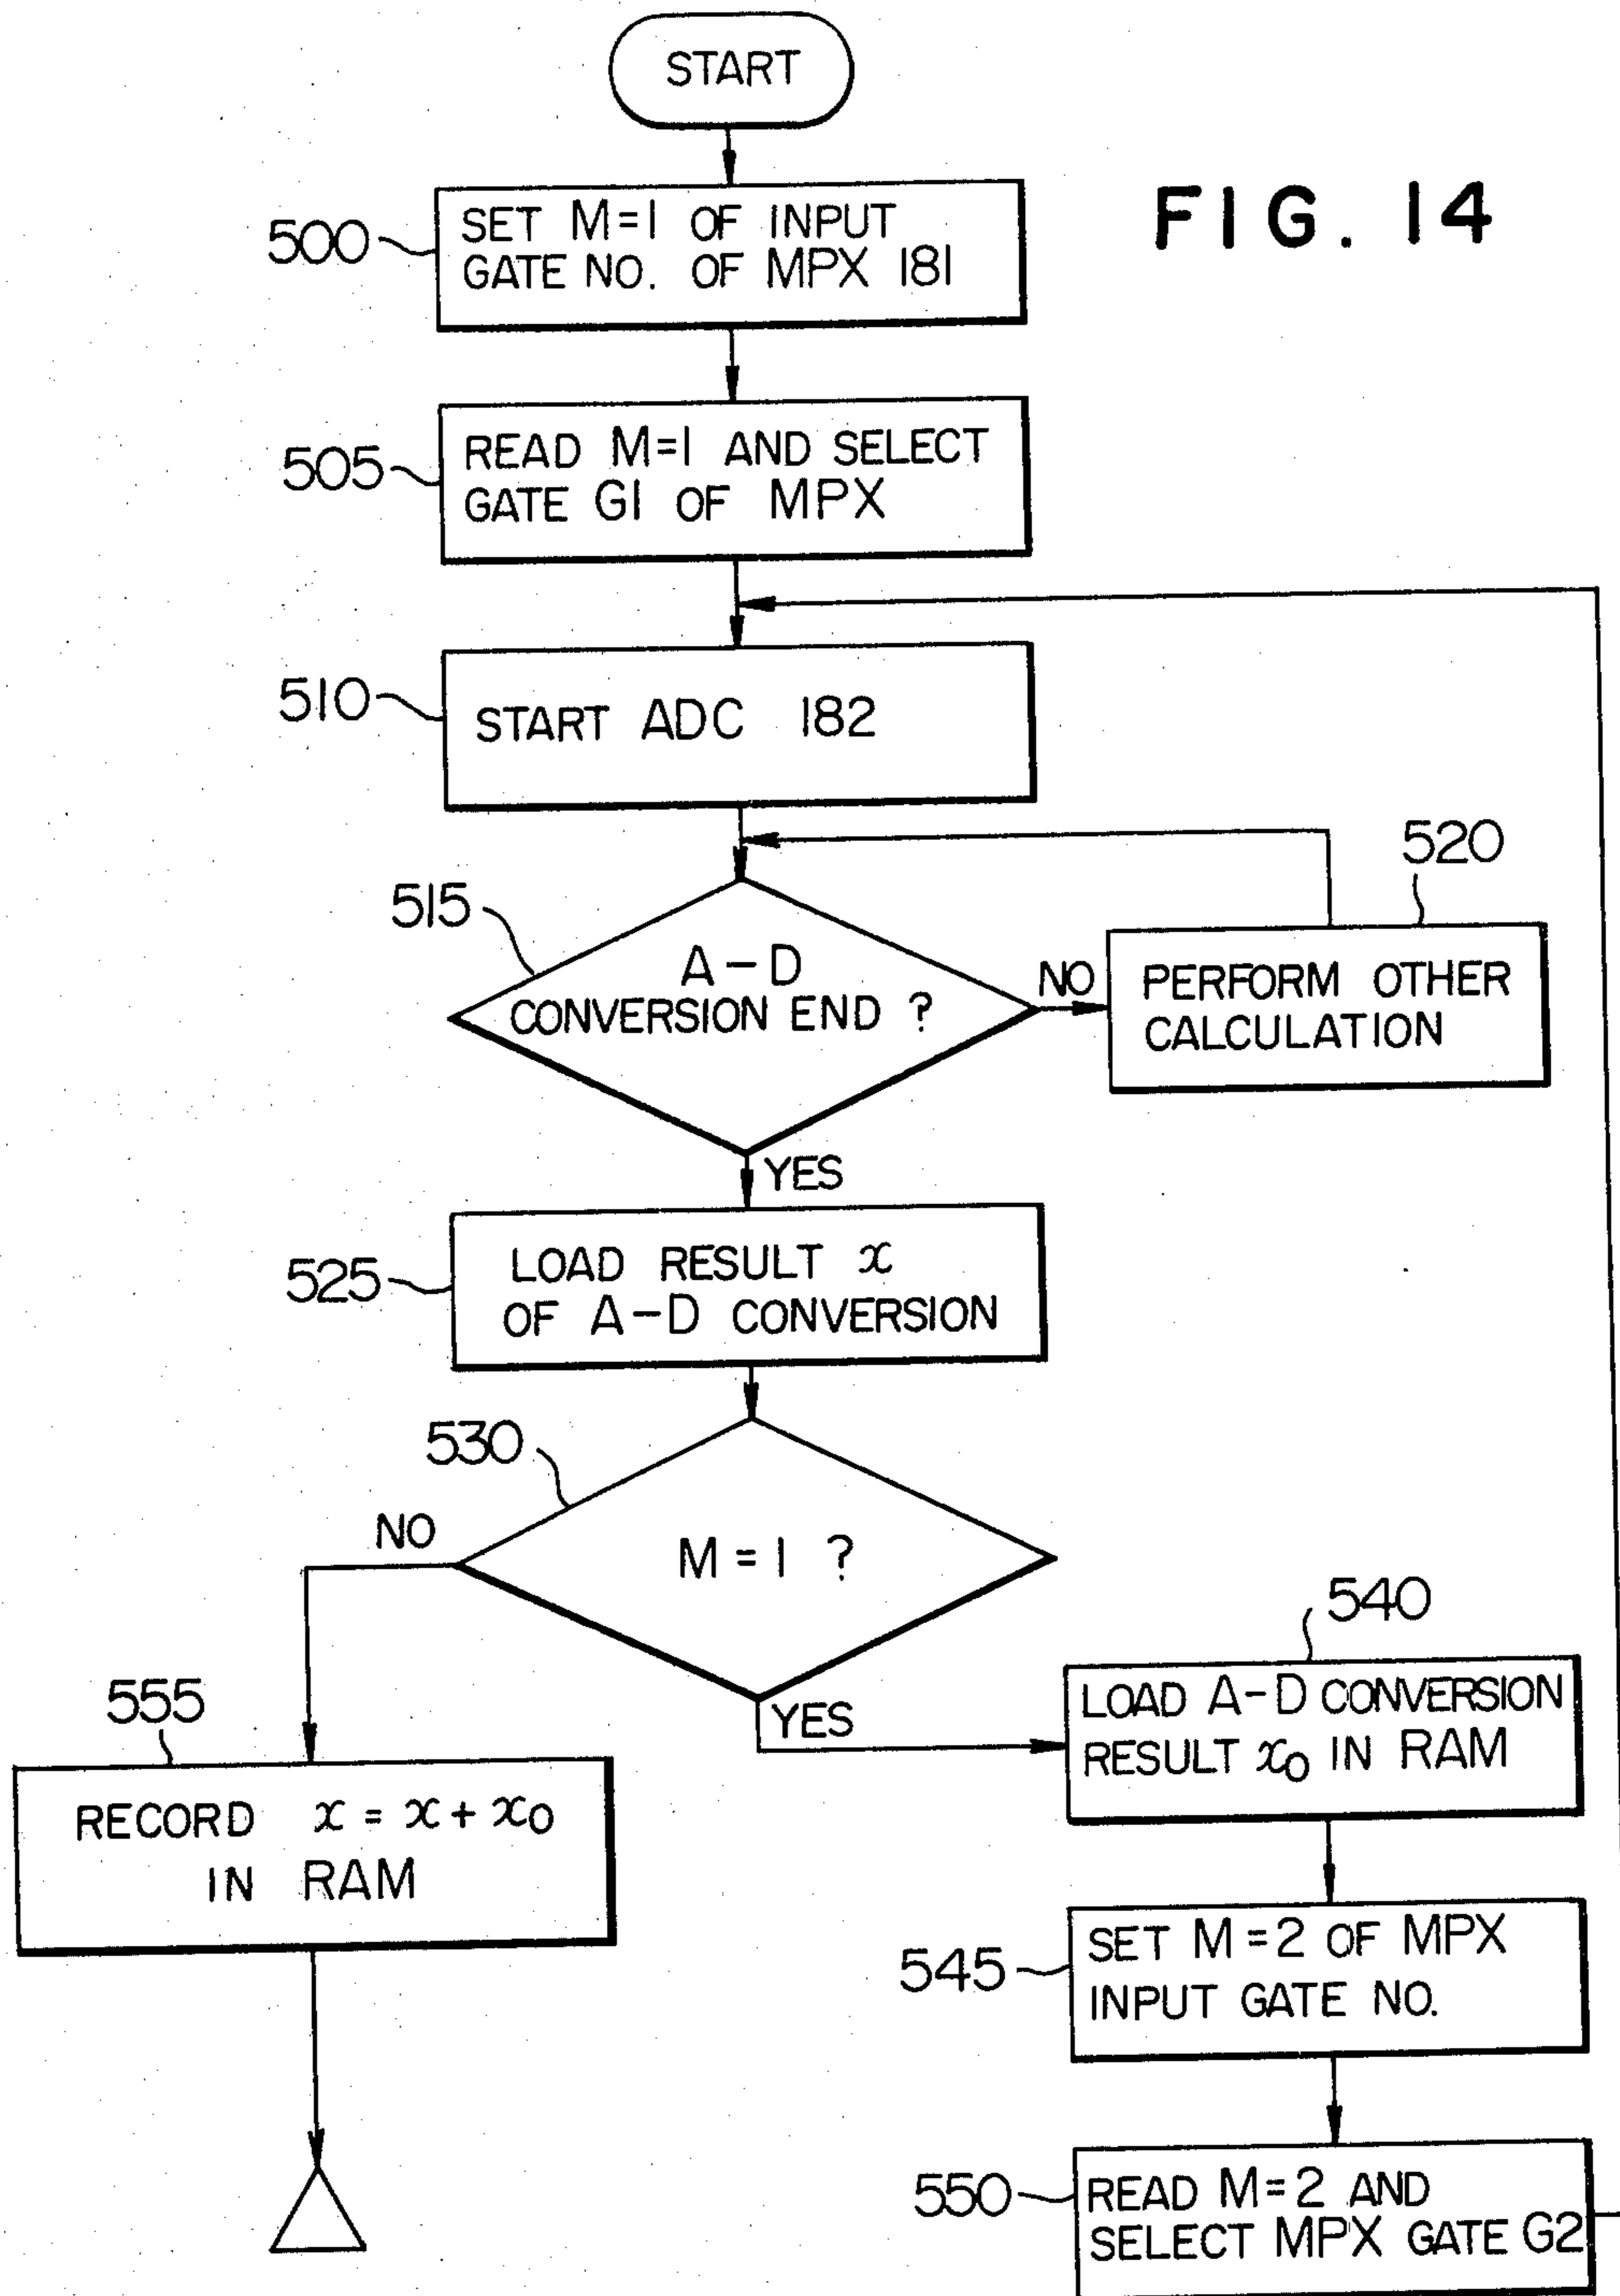 START
FIG. 14
500
SET M=1 OF INPUT
GATE NO. OF MPX 181
505
READ M=1 AND SELECT
GATE G1 OF MPX
510
START ADC 182
515
A-D
CONVERSION END ?
NO
520
PERFORM OTHER
CALCULATION
YES
525
LOAD RESULT x
OF A-D CONVERSION
530
M = 1 ?
NO
YES
540
LOAD A-D CONVERSION
RESULT x₀ IN RAM
555
RECORD x = x + x₀
IN RAM
545
SET M=2 OF MPX
INPUT GATE NO.
550
READ M=2 AND
SELECT MPX GATE G2